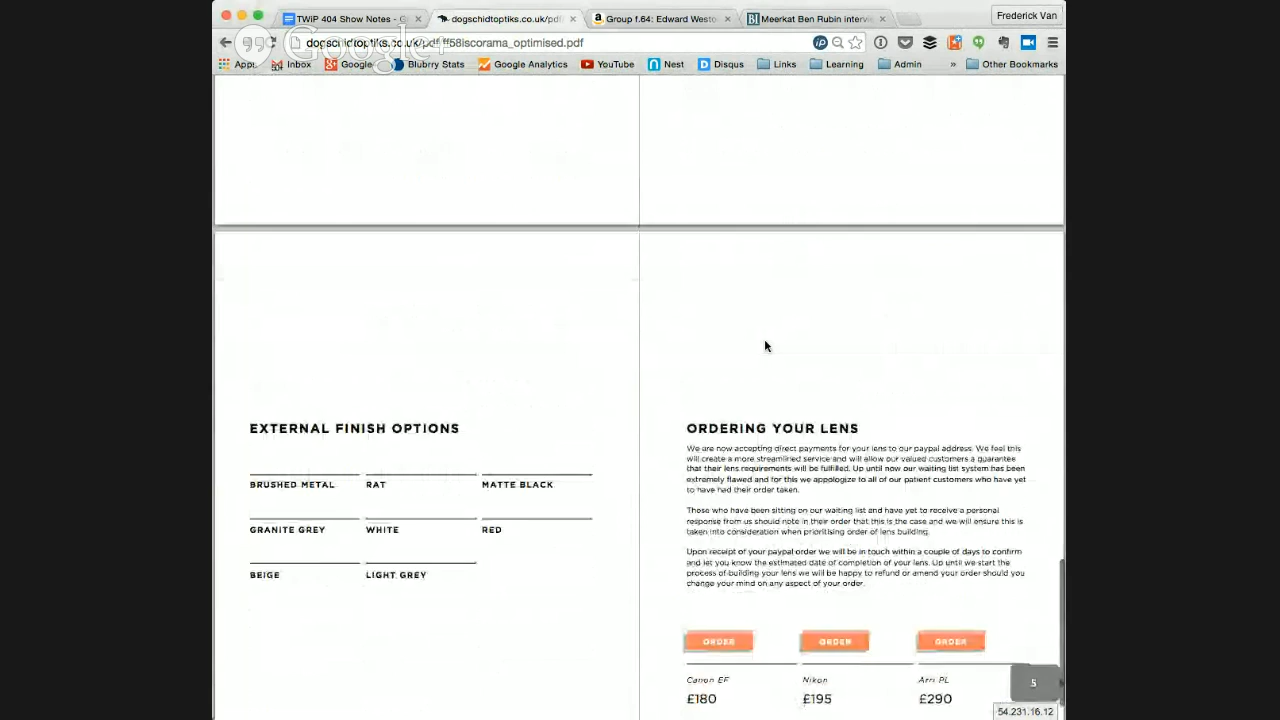 Frederick Van
TWiP 404 Show Notes - G
dogschidtoptiks.co.uk/pdf
Group f.64: Edward Westo
Meerkat Ben Rubin intervie
Google+
dogschidtoptiks.co.uk/pdf/ff58iscorama_optimised.pdf
Apps Inbox Google+ Blubrry Stats Google Analytics YouTube Nest Disqus Links Learning Admin » Other Bookmarks
EXTERNAL FINISH OPTIONS
BRUSHED METAL RAT MATTE BLACK
GRANITE GREY WHITE RED
BEIGE LIGHT GREY
ORDERING YOUR LENS
We are now accepting direct payments for your lens to our paypal address. We feel this
will create a more streamlined service and will allow our valued customers a guarantee
that their lens requirements will be fulfilled. Up until now our waiting list system has been
extremely flawed and for this we appologize to all of our patient customers who have yet
to have had their order taken.
Those who have been sitting on our waiting list and have yet to receive a personal
response from us should note in their order that this is the case and we will ensure this is
taken into consideration when prioritising order of lens building.
Upon receipt of your paypal order we will be in touch within a couple of days to confirm
and let you know the estimated date of completion of your lens. Up until we start the
process of building your lens we will be happy to refund or amend your order should you
change your mind on any aspect of your order.
ORDER ORDER ORDER
Canon EF Nikon Arri PL
£180 £195 £290
5
54.231.16.12